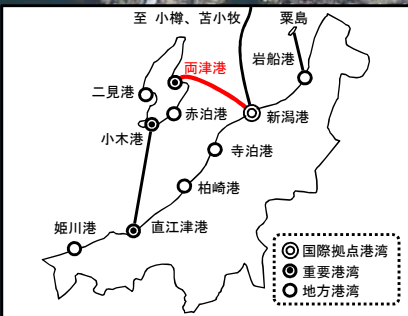 至 小樽、苫小牧
粟島
両津港
岩船港
二見港
赤泊港
新潟港
小木港
寺泊港
柏崎港
姫川港
直江津港
国際拠点港湾
重要港湾
地方港湾